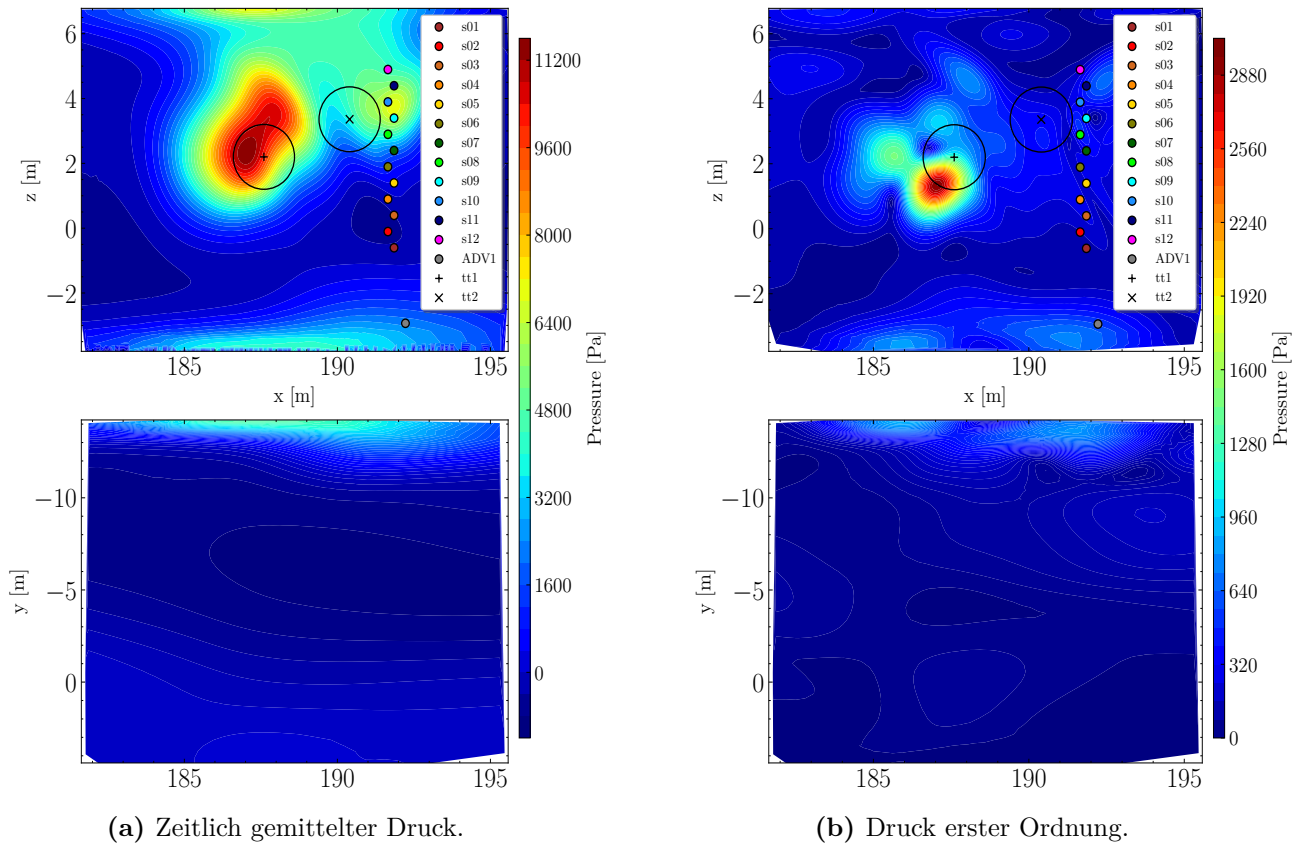 6
4
2
0
−2
z [m]
185
190
195
x [m]
s01
s02
s03
s04
s05
s06
s07
s08
s09
s10
s11
s12
ADV1
tt1
tt2
−10
−5
0
y [m]
185
190
195
11200
9600
8000
6400
4800
3200
1600
0
Pressure [Pa]
(a) Zeitlich gemittelter Druck.
6
4
2
0
−2
z [m]
185
190
195
x [m]
s01
s02
s03
s04
s05
s06
s07
s08
s09
s10
s11
s12
ADV1
tt1
tt2
−10
−5
0
y [m]
185
190
195
2880
2560
2240
1920
1600
1280
960
640
320
0
Pressure [Pa]
(b) Druck erster Ordnung.